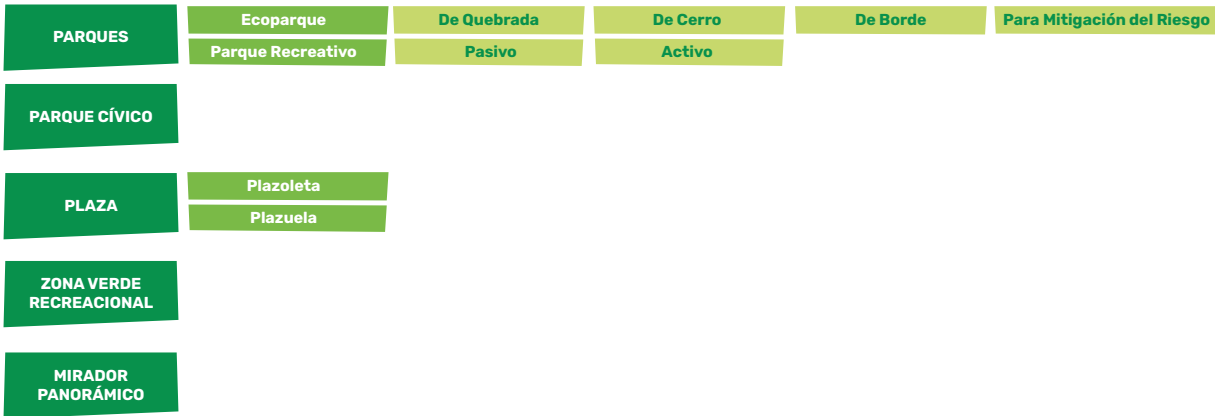 PARQUES
Ecoparque
De Quebrada
De Cerro
De Borde
Para Mitigación del Riesgo
Parque Recreativo
Pasivo
Activo
PARQUE CÍVICO
PLAZA
Plazoleta
Plazuela
ZONA VERDE
RECREACIONAL
MIRADOR
PANORÁMICO